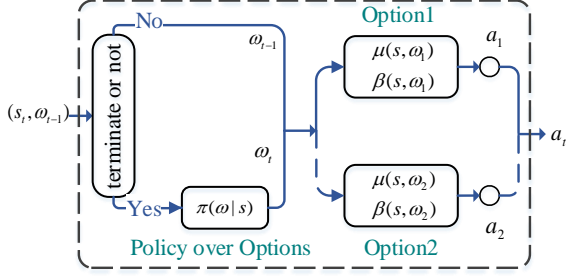 Option1
No
ω_{t-1}
a_1
μ(s,ω_1)
β(s,ω_1)
(s_t,ω_{t-1})
terminate or not
a_t
ω_t
Yes
π(ω|s)
μ(s,ω_2)
β(s,ω_2)
a_2
Policy over Options
Option2